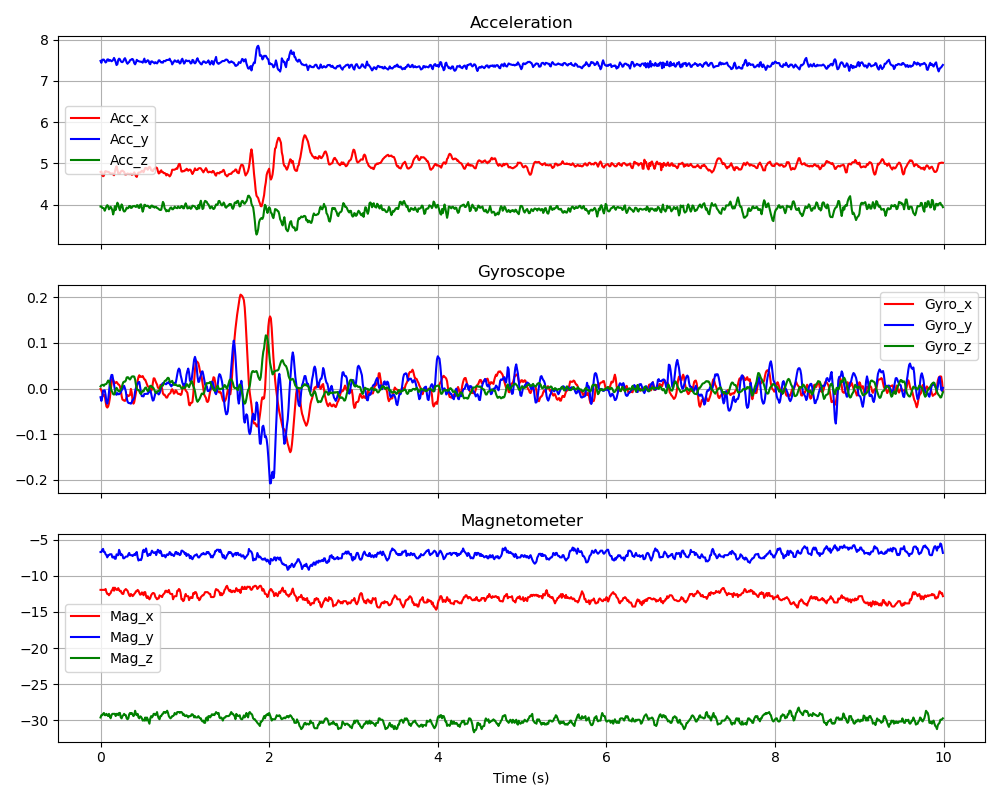 Acceleration
8
7
6
5
4
Acc_x
Acc_y
Acc_z
Gyroscope
0.2
0.1
0.0
−0.1
−0.2
Gyro_x
Gyro_y
Gyro_z
Magnetometer
−5
−10
−15
−20
−25
−30
Mag_x
Mag_y
Mag_z
0 2 4 6 8 10
Time (s)